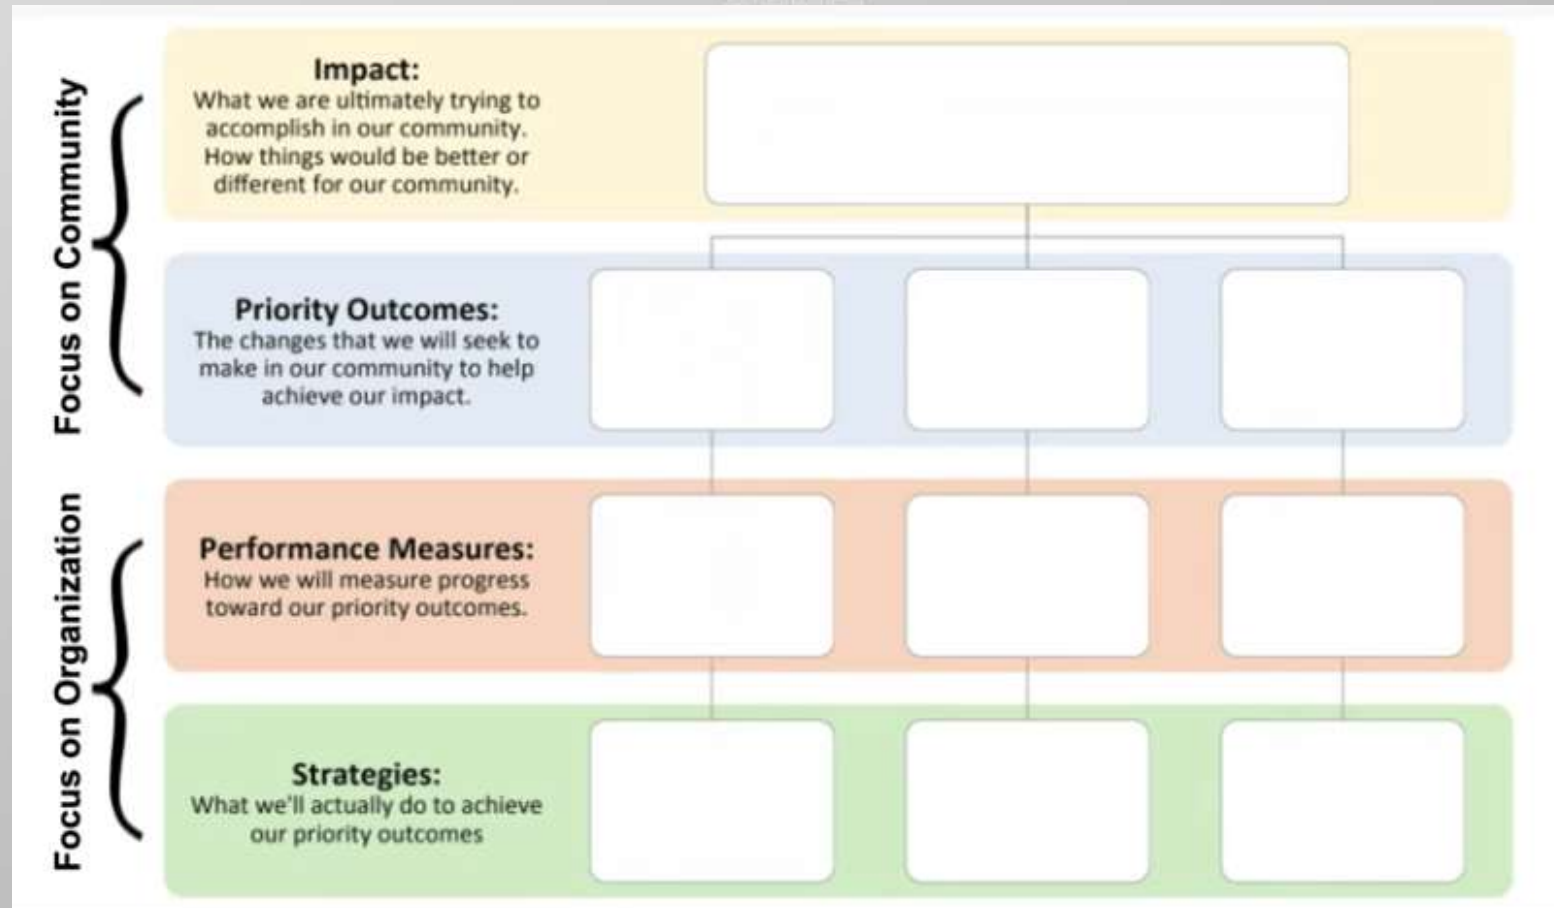 Focus on Community
Impact:
What we are ultimately trying to
accomplish in our community.
How things would be better or
different for our community.
Priority Outcomes:
The changes that we will seek to
make in our community to help
achieve our impact.
Focus on Organization
Performance Measures:
How we will measure progress
toward our priority outcomes.
Strategies:
What we'll actually do to achieve
our priority outcomes